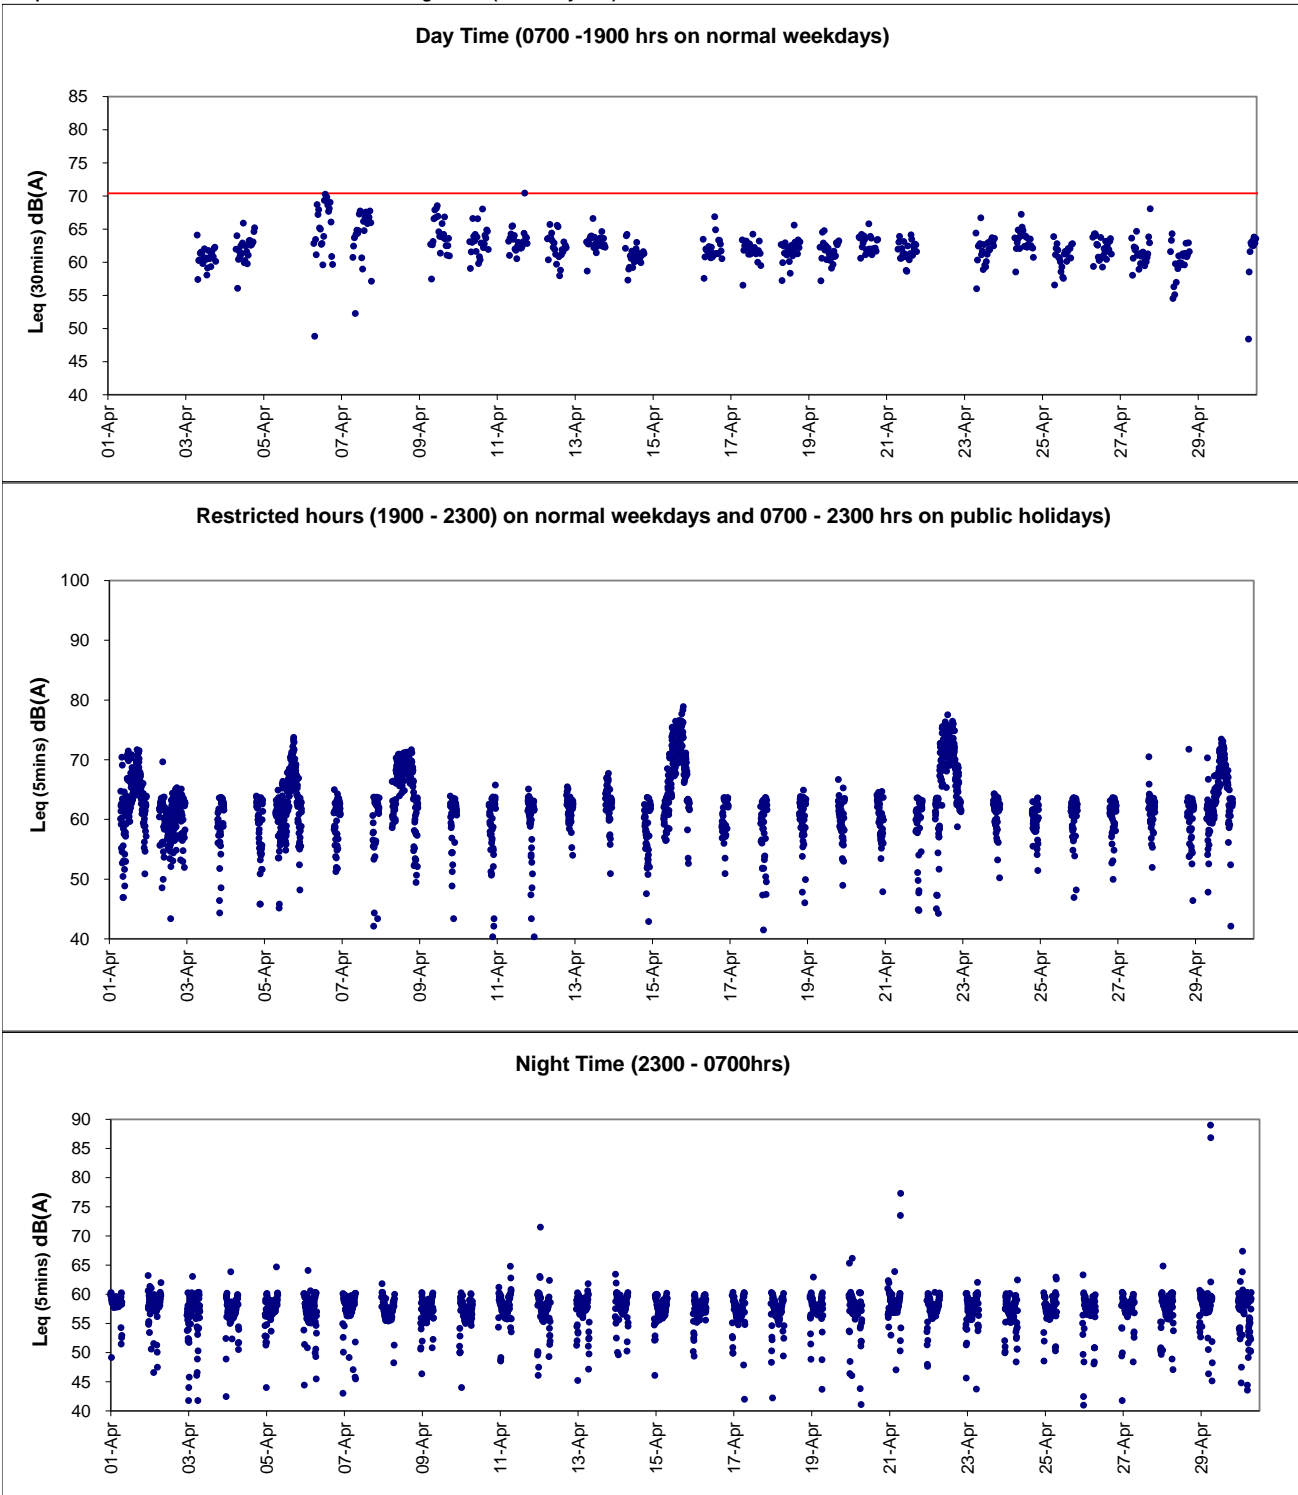 Day Time (0700 -1900 hrs on normal weekdays)
85
80
75
70
65
60
55
50
45
40
Leq (30mins) dB(A)
01-Apr
03-Apr
05-Apr
07-Apr
09-Apr
11-Apr
13-Apr
15-Apr
17-Apr
19-Apr
21-Apr
23-Apr
25-Apr
27-Apr
29-Apr
Restricted hours (1900 - 2300) on normal weekdays and 0700 - 2300 hrs on public holidays)
100
90
80
70
60
50
40
Leq (5mins) dB(A)
01-Apr
03-Apr
05-Apr
07-Apr
09-Apr
11-Apr
13-Apr
15-Apr
17-Apr
19-Apr
21-Apr
23-Apr
25-Apr
27-Apr
29-Apr
Night Time (2300 - 0700hrs)
90
85
80
75
70
65
60
55
50
45
40
Leq (5mins) dB(A)
01-Apr
03-Apr
05-Apr
07-Apr
09-Apr
11-Apr
13-Apr
15-Apr
17-Apr
19-Apr
21-Apr
23-Apr
25-Apr
27-Apr
29-Apr